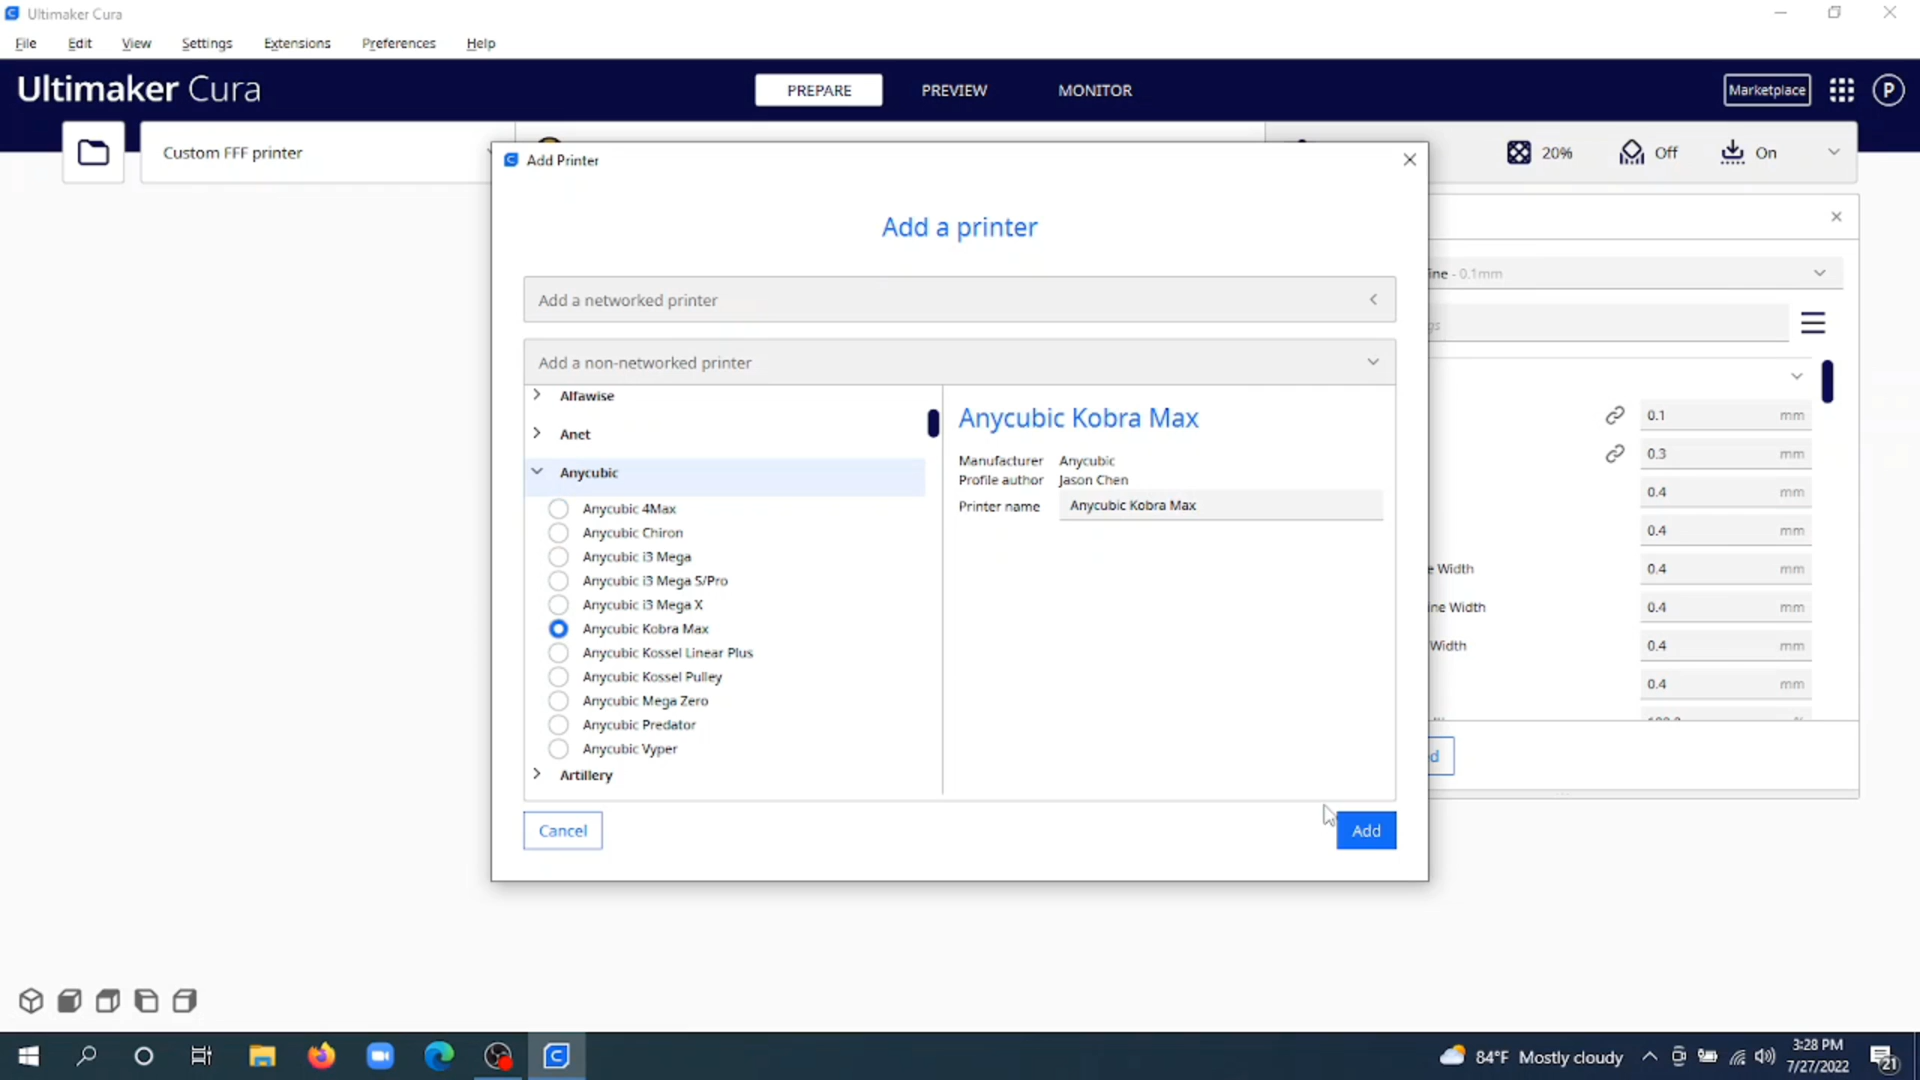 Ultimaker Cura
File Edit View Settings Extensions Preferences Help
Ultimaker Cura PREPARE PREVIEW MONITOR Marketplace P
Custom FFF printer 20% Off On
Add Printer
Add a printer
Add a networked printer
Add a non-networked printer
Alfawise
Anet
Anycubic
Anycubic 4Max
Anycubic Chiron
Anycubic i3 Mega
Anycubic i3 Mega S/Pro
Anycubic i3 Mega X
Anycubic Kobra Max
Anycubic Kossel Linear Plus
Anycubic Kossel Pulley
Anycubic Mega Zero
Anycubic Predator
Anycubic Vyper
Artillery
Anycubic Kobra Max
Manufacturer Anycubic
Profile author Jason Chen
Printer name Anycubic Kobra Max
Cancel
Add
ine - 0.1mm
gs
0.1 mm
0.3 mm
0.4 mm
0.4 mm
e Width 0.4 mm
ine Width 0.4 mm
Width 0.4 mm
0.4 mm
d
84°F Mostly cloudy
3:28 PM
7/27/2022
21